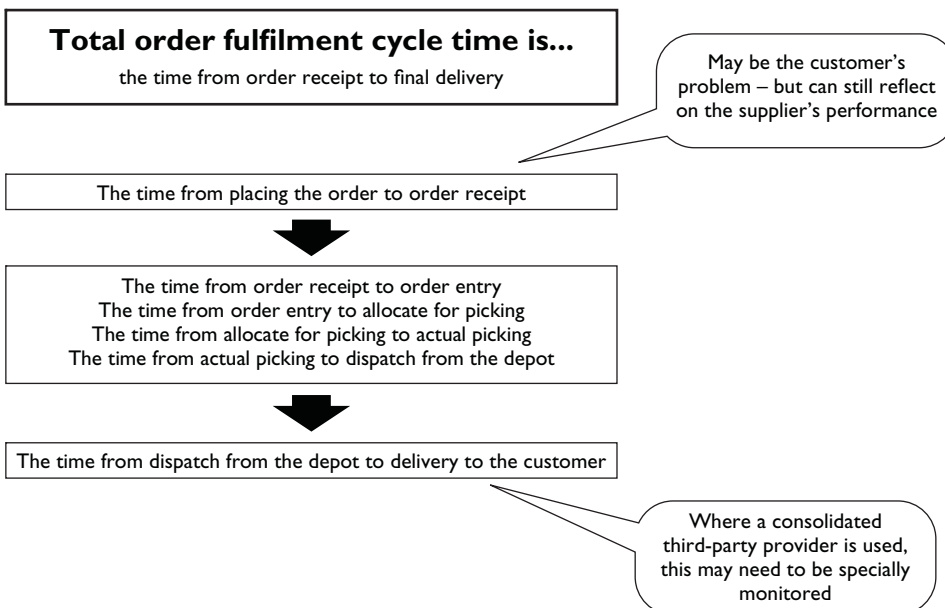 Total order fulfilment cycle time is...
the time from order receipt to final delivery
May be the customer's
problem – but can still reflect
on the supplier's performance
The time from placing the order to order receipt
The time from order receipt to order entry
The time from order entry to allocate for picking
The time from allocate for picking to actual picking
The time from actual picking to dispatch from the depot
The time from dispatch from the depot to delivery to the customer
Where a consolidated
third-party provider is used,
this may need to be specially
monitored